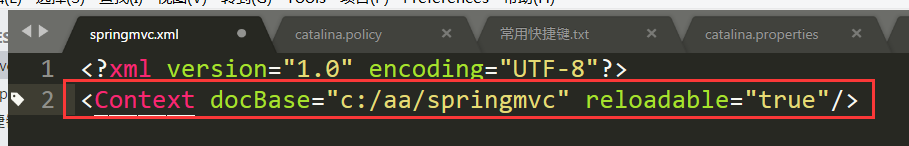 springmvc.xml
catalina.policy
常用快捷键.txt
catalina.properties
1 <?xml version="1.0" encoding="UTF-8"?>
2 <Context docBase="c:/aa/springmvc" reloadable="true"/>